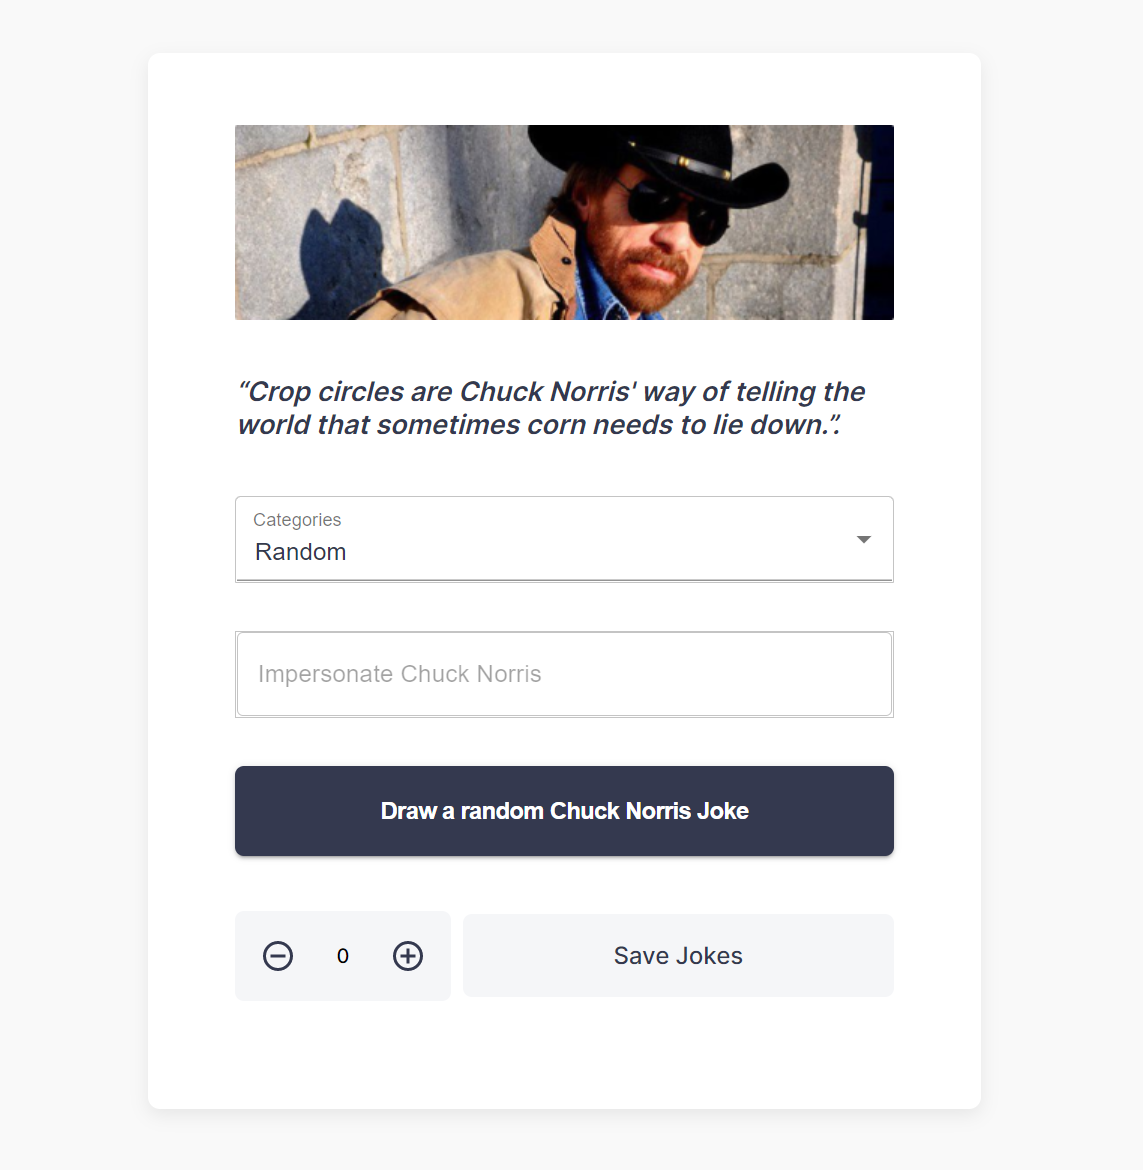 “Crop circles are Chuck Norris' way of telling the
world that sometimes corn needs to lie down.”.
Categories
Random
Impersonate Chuck Norris
Draw a random Chuck Norris Joke
0
Save Jokes